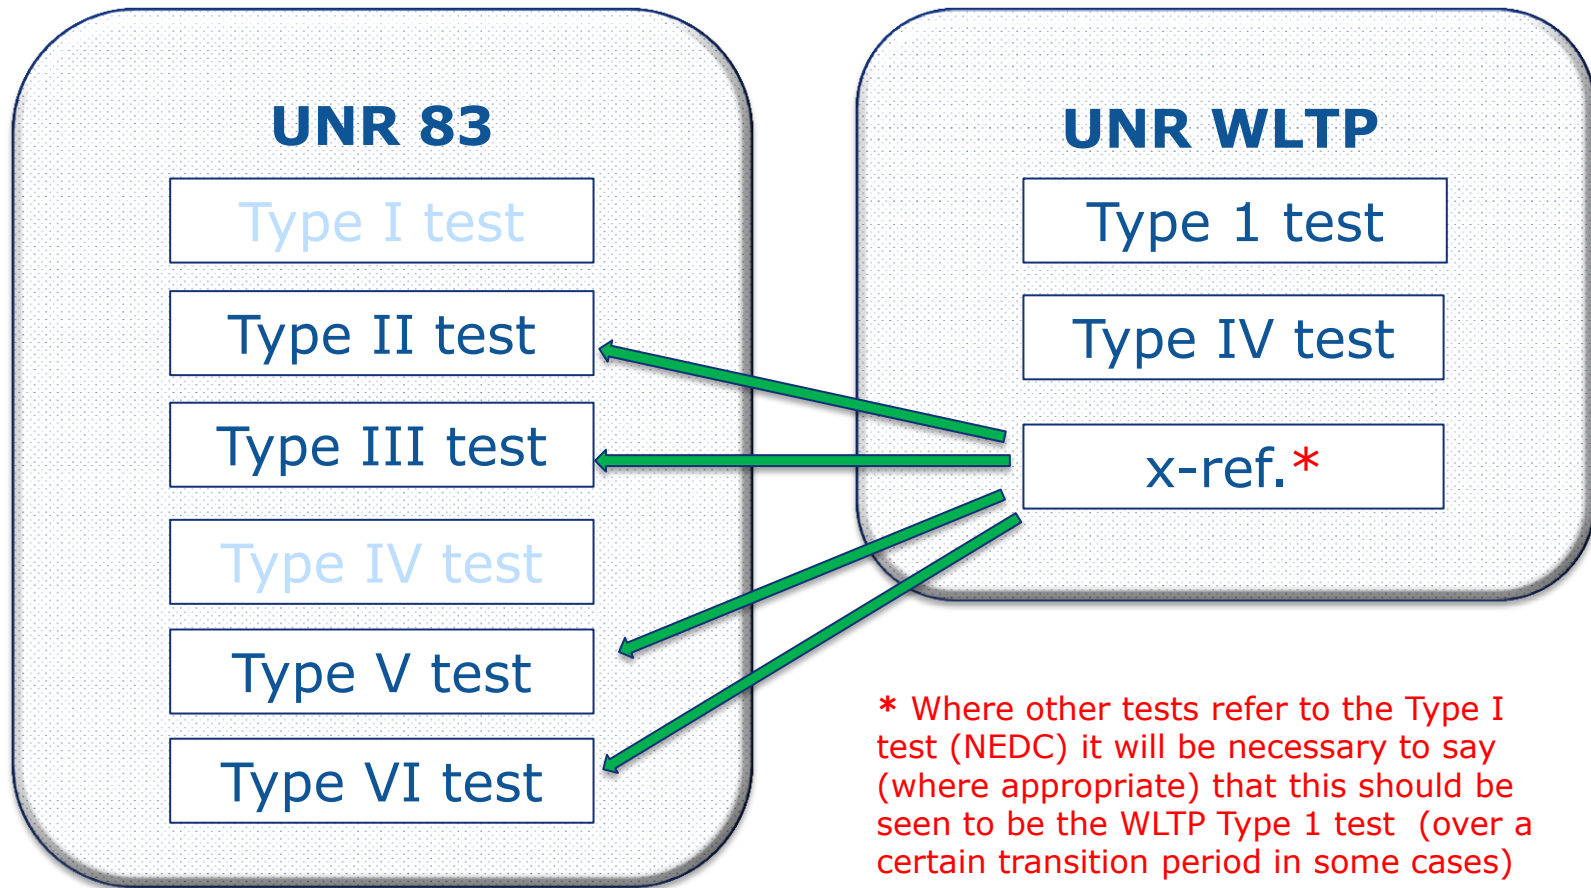 UNR 83
Type I test
Type II test
Type III test
Type IV test
Type V test
Type VI test
UNR WLTP
Type 1 test
Type IV test
x-ref.*
* Where other tests refer to the Type I
test (NEDC) it will be necessary to say
(where appropriate) that this should be
seen to be the WLTP Type 1 test (over a
certain transition period in some cases)